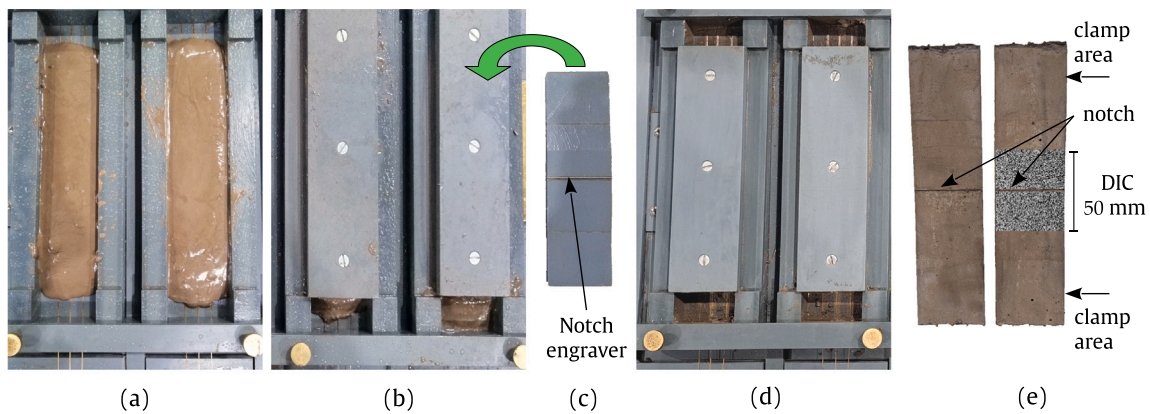 clamp
area
notch
DIC
50 mm
Notch
engraver
clamp
area
(a)
(b)
(c)
(d)
(e)